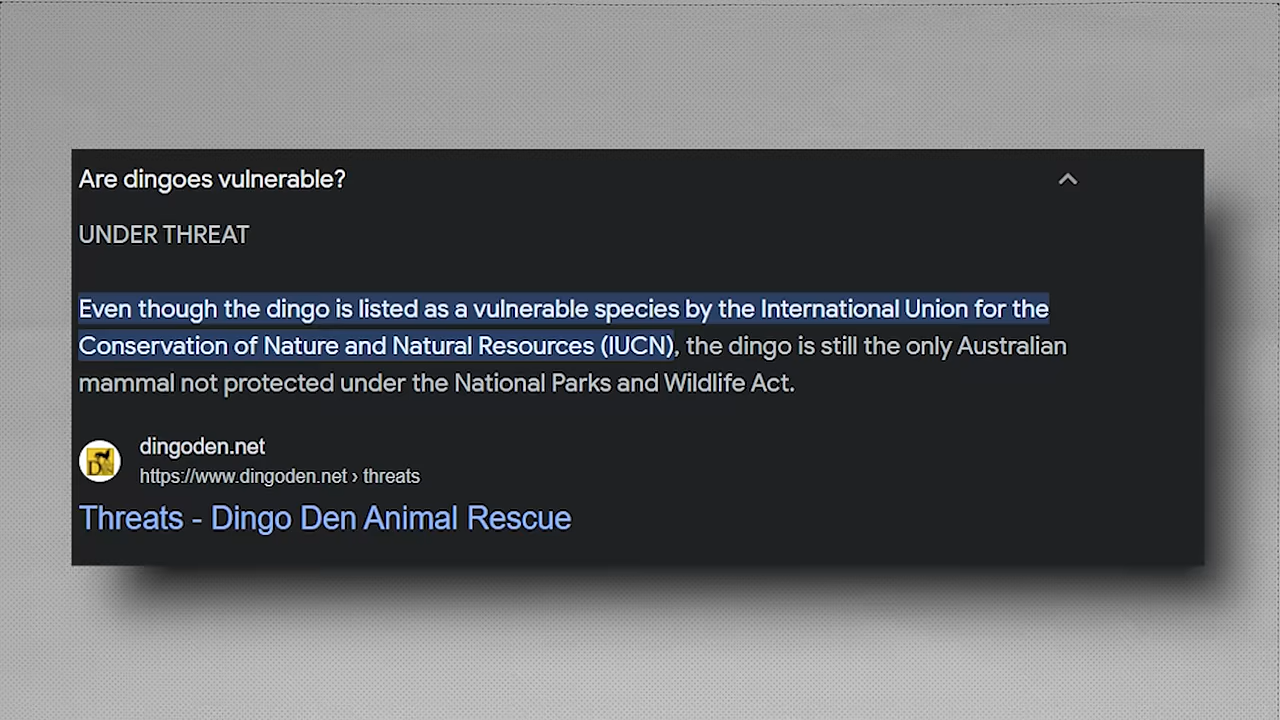 Are dingoes vulnerable?
UNDER THREAT
Even though the dingo is listed as a vulnerable species by the International Union for the
Conservation of Nature and Natural Resources (IUCN), the dingo is still the only Australian
mammal not protected under the National Parks and Wildlife Act.
dingoden.net
https://www.dingoden.net › threats
Threats - Dingo Den Animal Rescue